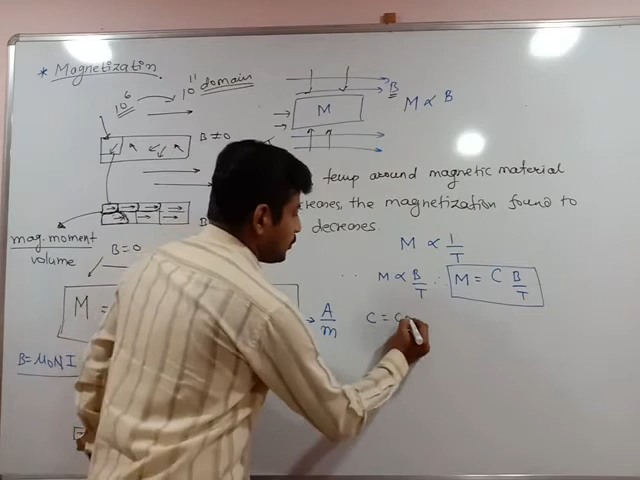 * Magnetization.
10⁶ 10¹¹ domain
B
M
M ∝ B
B ≠ 0
temp around magnetic material
the magnetization found to
decreases.
mag. moment
volume
B = 0
M ∝ 1/T
M ∝ B/T ∴ M = C B/T
M =
A/m
C = C
B = μ₀NI